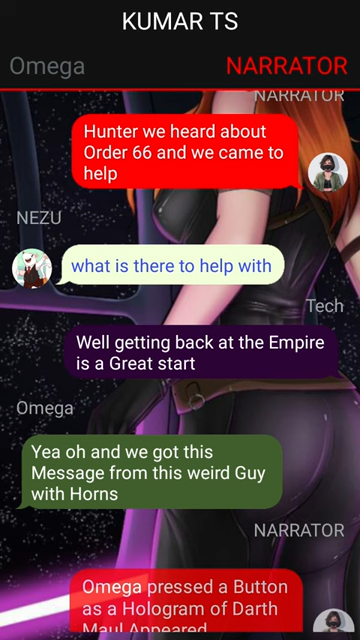 KUMAR TS
Omega
NARRATOR
NARRATOR
Hunter we heard about
Order 66 and we came to
help
NEZU
what is there to help with
Tech
Well getting back at the Empire
is a Great start
Omega
Yea oh and we got this
Message from this weird Guy
with Horns
NARRATOR
Omega pressed a Button
as a Hologram of Darth
Maul Appeared